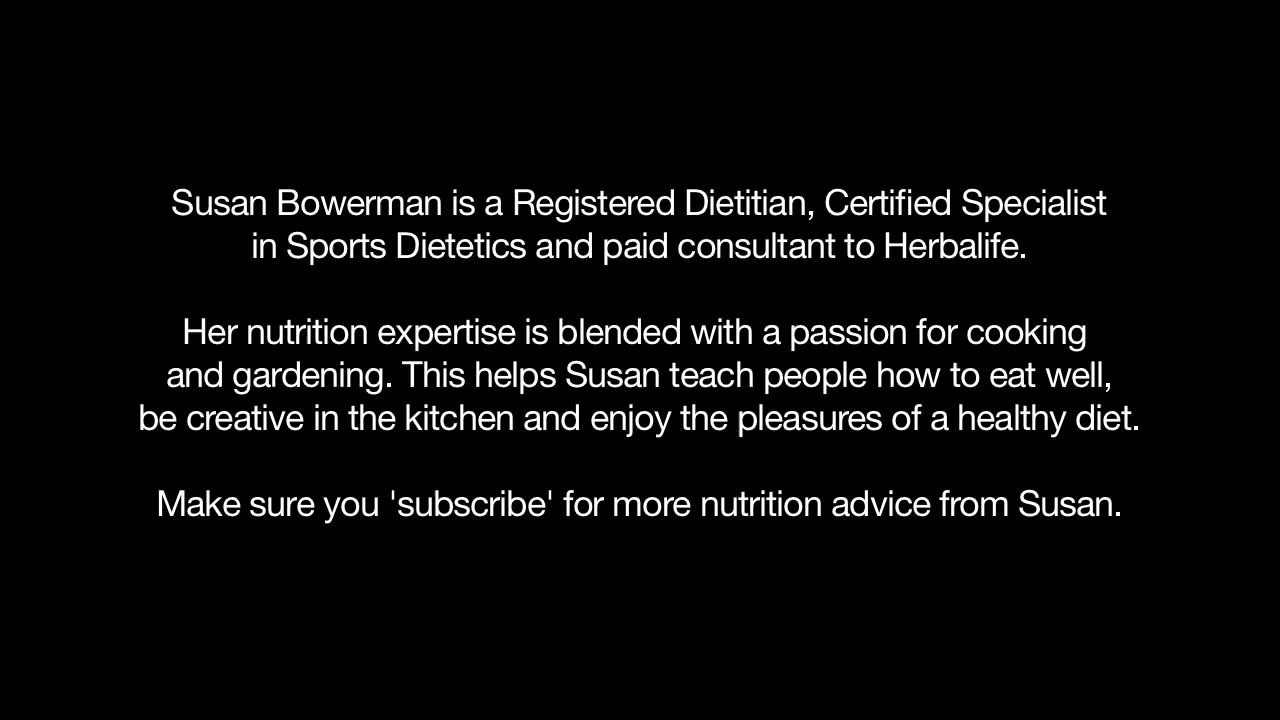 Susan Bowerman is a Registered Dietitian, Certified Specialist
in Sports Dietetics and paid consultant to Herbalife.
Her nutrition expertise is blended with a passion for cooking
and gardening. This helps Susan teach people how to eat well,
be creative in the kitchen and enjoy the pleasures of a healthy diet.
Make sure you 'subscribe' for more nutrition advice from Susan.